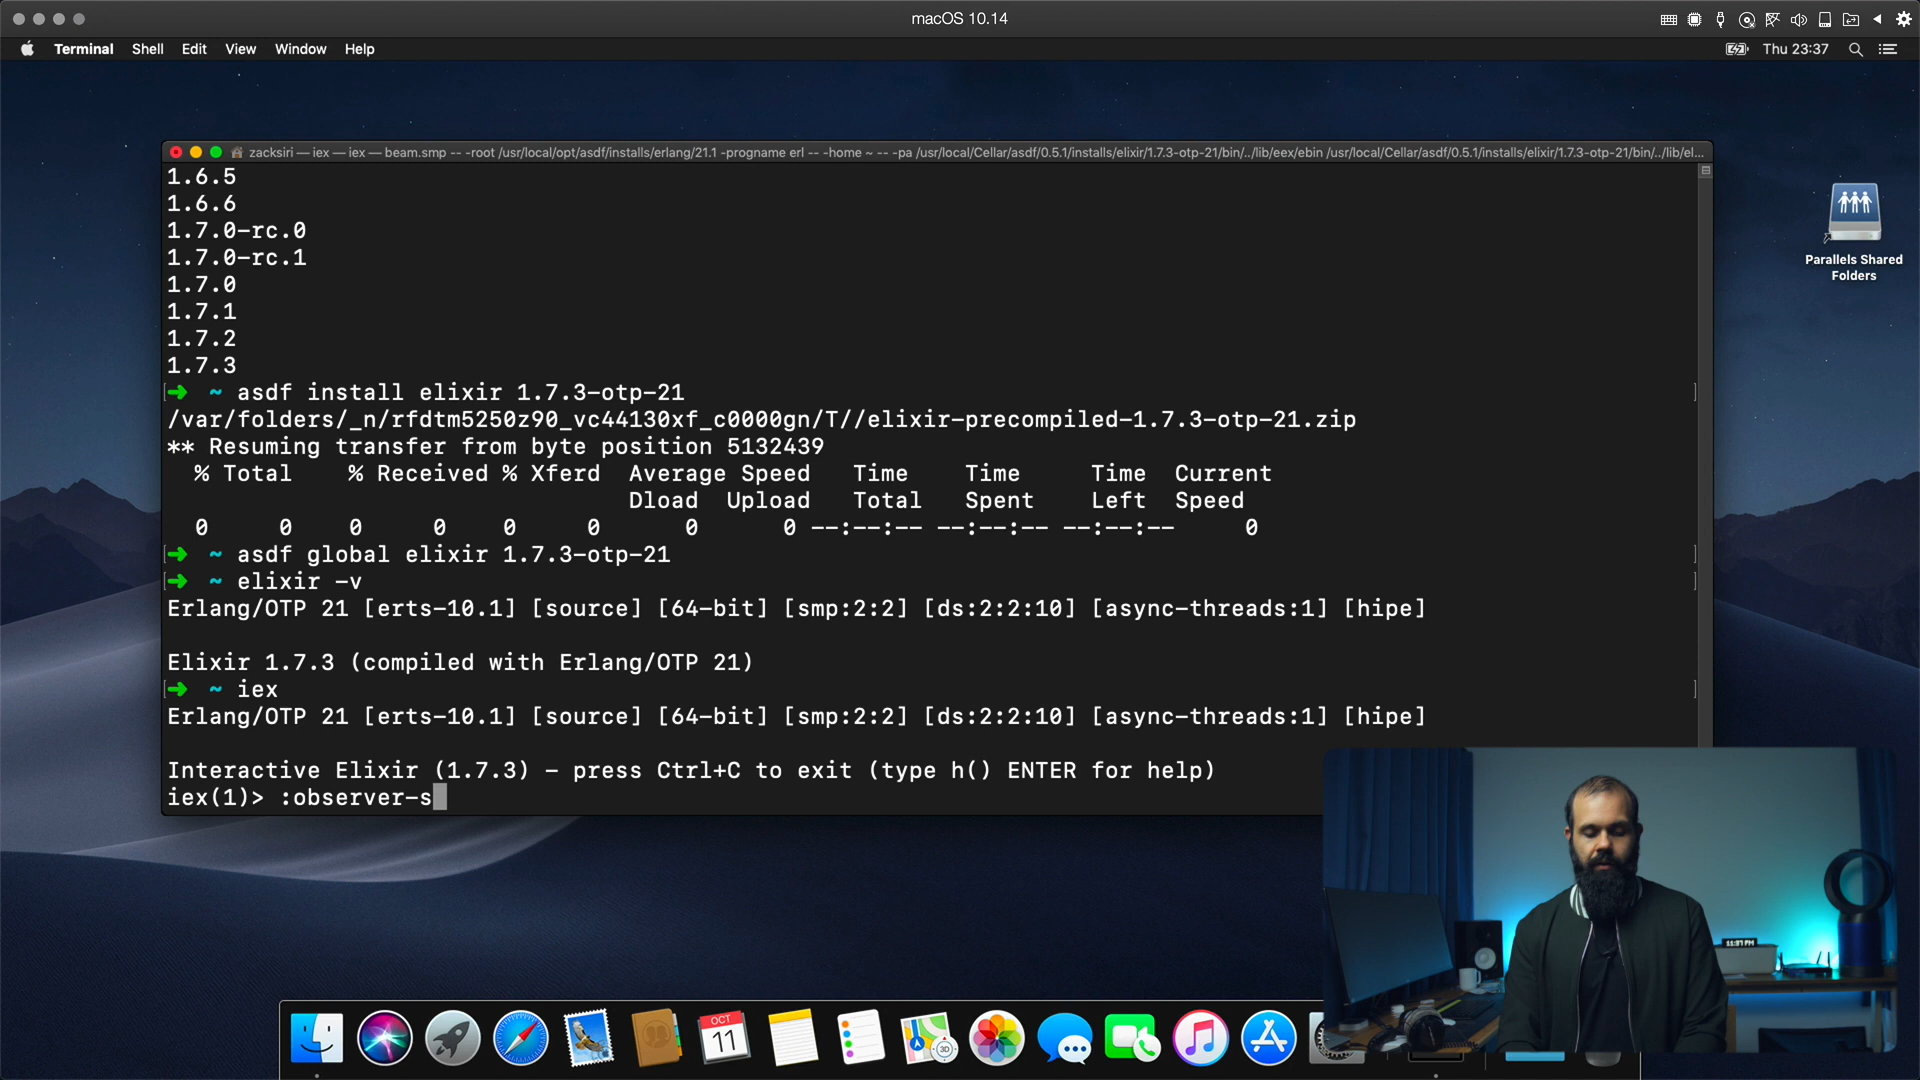 macOS 10.14
Terminal Shell Edit View Window Help
Thu 23:37
zacksiri — iex — iex — beam.smp -- -root /usr/local/opt/asdf/installs/erlang/21.1 -progname erl -- -home ~ -- -pa /usr/local/Cellar/asdf/0.5.1/installs/elixir/1.7.3-otp-21/bin/../lib/eex/ebin /usr/local/Cellar/asdf/0.5.1/installs/elixir/1.7.3-otp-21/bin/../lib/el...
1.6.5
1.6.6
1.7.0-rc.0
1.7.0-rc.1
1.7.0
1.7.1
1.7.2
1.7.3
[➜ ~ asdf install elixir 1.7.3-otp-21 ]
/var/folders/_n/rfdtm5250z90_vc44130xf_c0000gn/T//elixir-precompiled-1.7.3-otp-21.zip
** Resuming transfer from byte position 5132439
% Total % Received % Xferd Average Speed Time Time Time Current
Dload Upload Total Spent Left Speed
0 0 0 0 0 0 0 0 --:--:-- --:--:-- --:--:-- 0
[➜ ~ asdf global elixir 1.7.3-otp-21 ]
[➜ ~ elixir -v ]
Erlang/OTP 21 [erts-10.1] [source] [64-bit] [smp:2:2] [ds:2:2:10] [async-threads:1] [hipe]
Elixir 1.7.3 (compiled with Erlang/OTP 21)
[➜ ~ iex ]
Erlang/OTP 21 [erts-10.1] [source] [64-bit] [smp:2:2] [ds:2:2:10] [async-threads:1] [hipe]
Interactive Elixir (1.7.3) - press Ctrl+C to exit (type h() ENTER for help)
iex(1)> :observer-s
Parallels Shared
Folders
11:37 PM
OCT
11
3D